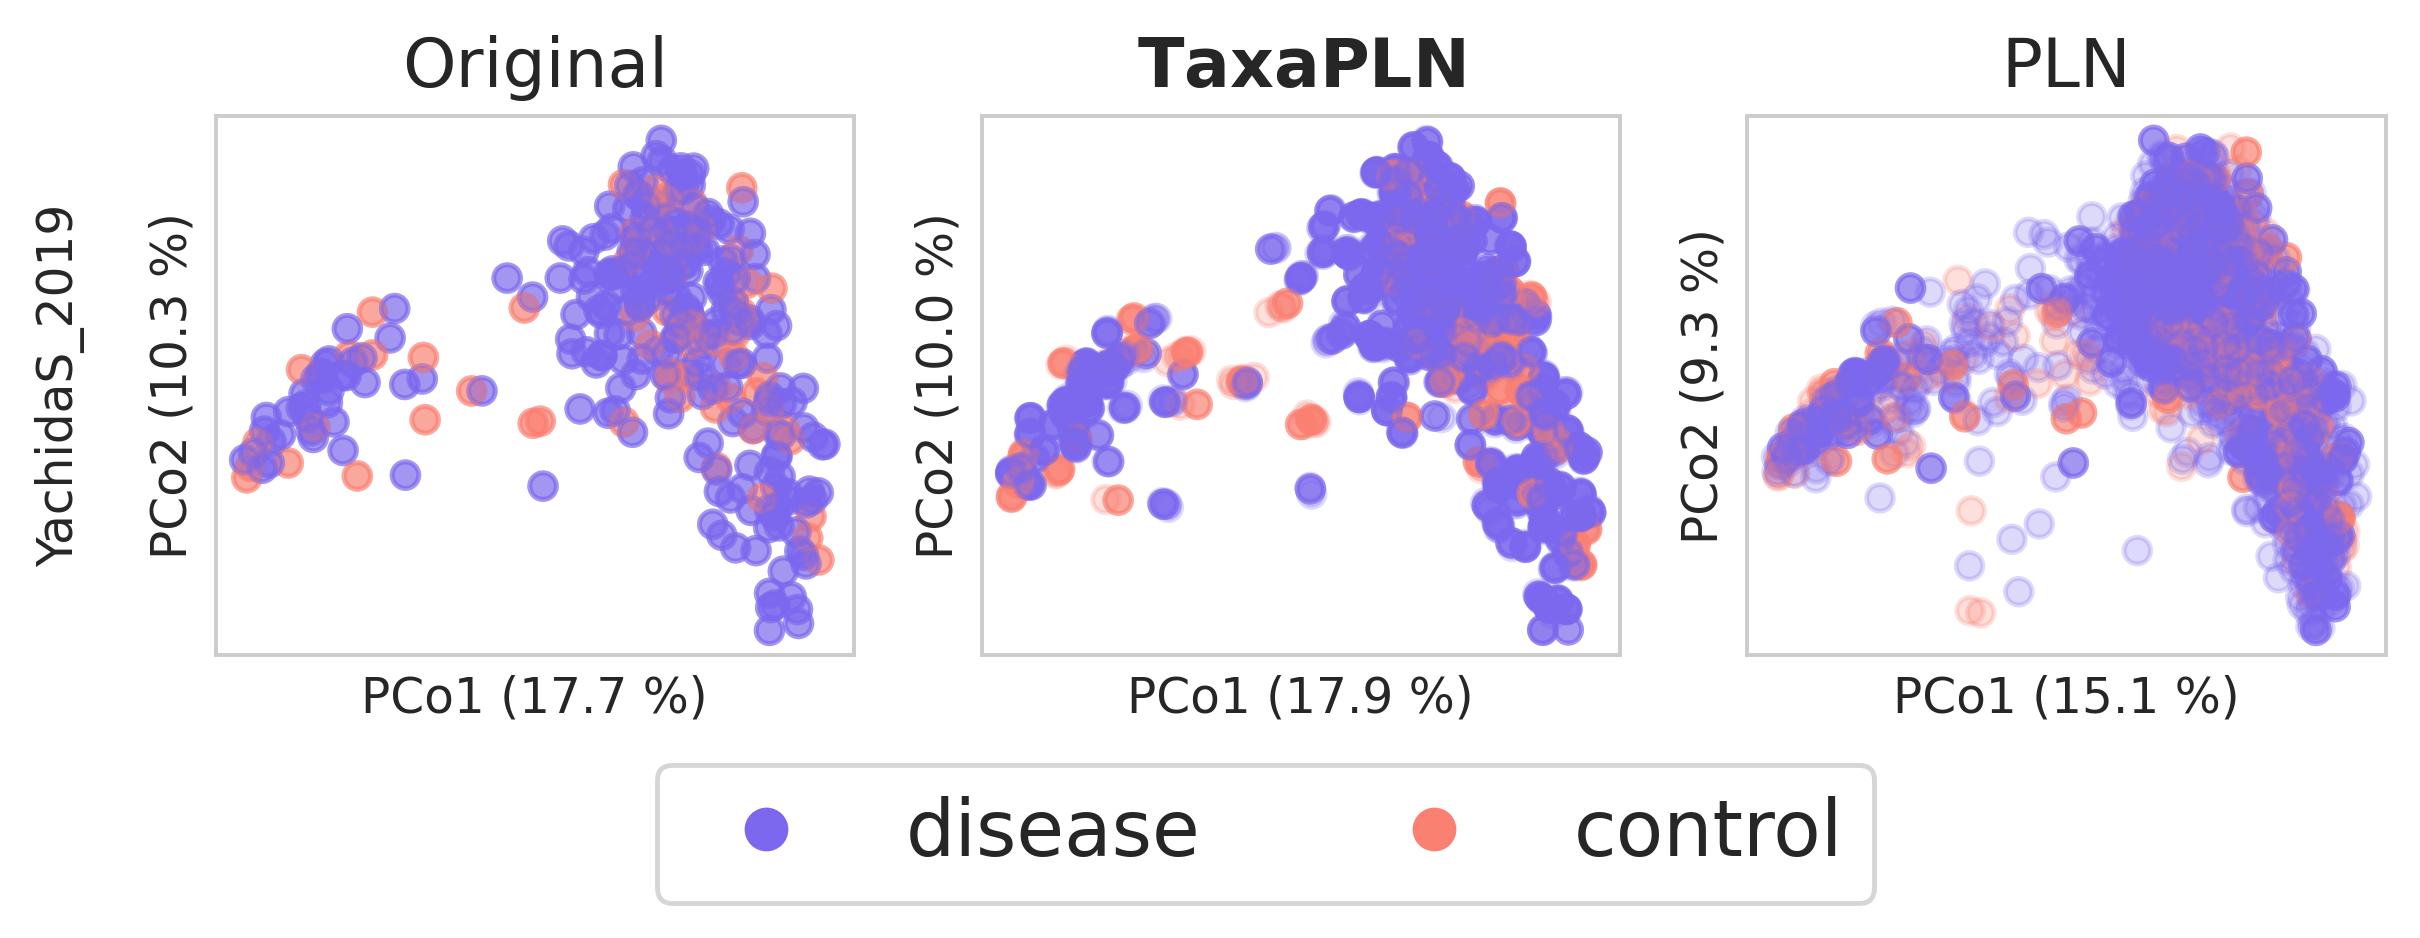 Original
TaxaPLN
PLN
YachidaS_2019
PCo2 (10.3 %)
PCo2 (10.0 %)
PCo2 (9.3 %)
PCo1 (17.7 %)
PCo1 (17.9 %)
PCo1 (15.1 %)
disease
control